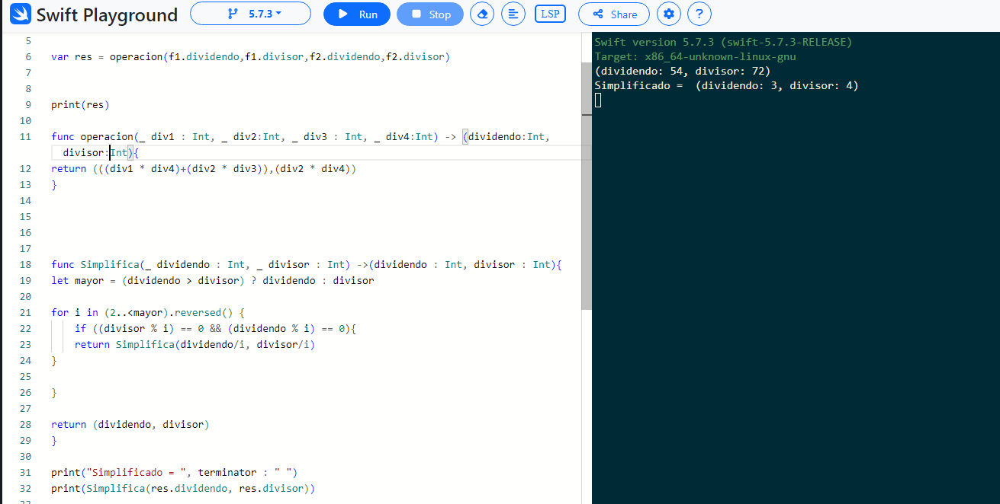 Swift Playground 5.7.3 Run Stop LSP Share ?
5
6 var res = operacion(f1.dividendo,f1.divisor,f2.dividendo,f2.divisor)
7
8
9 print(res)
10
11 func operacion(_ div1 : Int, _ div2:Int, _ div3 : Int, _ div4:Int) -> (dividendo:Int,
divisor:Int){
12 return (((div1 * div4)+(div2 * div3)),(div2 * div4))
13 }
14
15
16
17
18 func Simplifica(_ dividendo : Int, _ divisor : Int) ->(dividendo : Int, divisor : Int){
19 let mayor = (dividendo > divisor) ? dividendo : divisor
20
21 for i in (2..<mayor).reversed() {
22 if ((divisor % i) == 0 && (dividendo % i) == 0){
23 return Simplifica(dividendo/i, divisor/i)
24 }
25
26 }
27
28 return (dividendo, divisor)
29 }
30
31 print("Simplificado = ", terminator : " ")
32 print(Simplifica(res.dividendo, res.divisor))
Swift version 5.7.3 (swift-5.7.3-RELEASE)
Target: x86_64-unknown-linux-gnu
(dividendo: 54, divisor: 72)
Simplificado =  (dividendo: 3, divisor: 4)